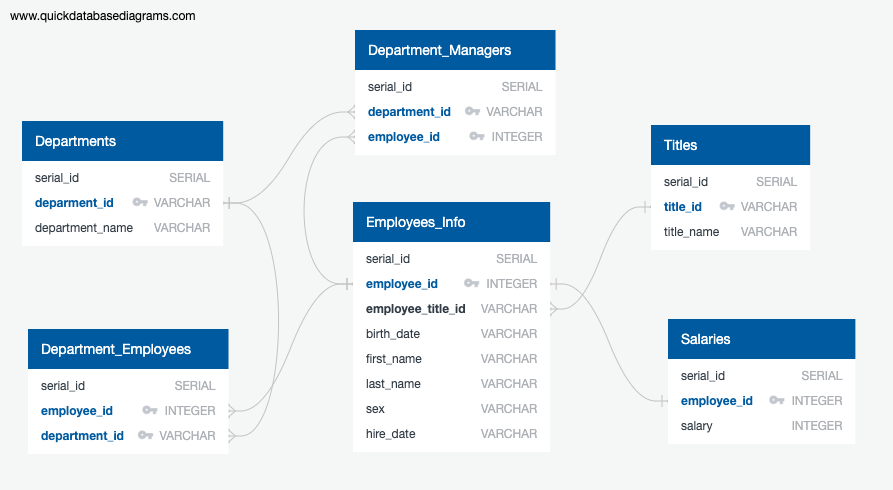 www.quickdatabasediagrams.com
Department_Managers
serial_id SERIAL
department_id VARCHAR
employee_id INTEGER
Departments
serial_id SERIAL
deparment_id VARCHAR
department_name VARCHAR
Titles
serial_id SERIAL
title_id VARCHAR
title_name VARCHAR
Employees_Info
serial_id SERIAL
employee_id INTEGER
employee_title_id VARCHAR
birth_date VARCHAR
first_name VARCHAR
last_name VARCHAR
sex VARCHAR
hire_date VARCHAR
Department_Employees
serial_id SERIAL
employee_id INTEGER
department_id VARCHAR
Salaries
serial_id SERIAL
employee_id INTEGER
salary INTEGER